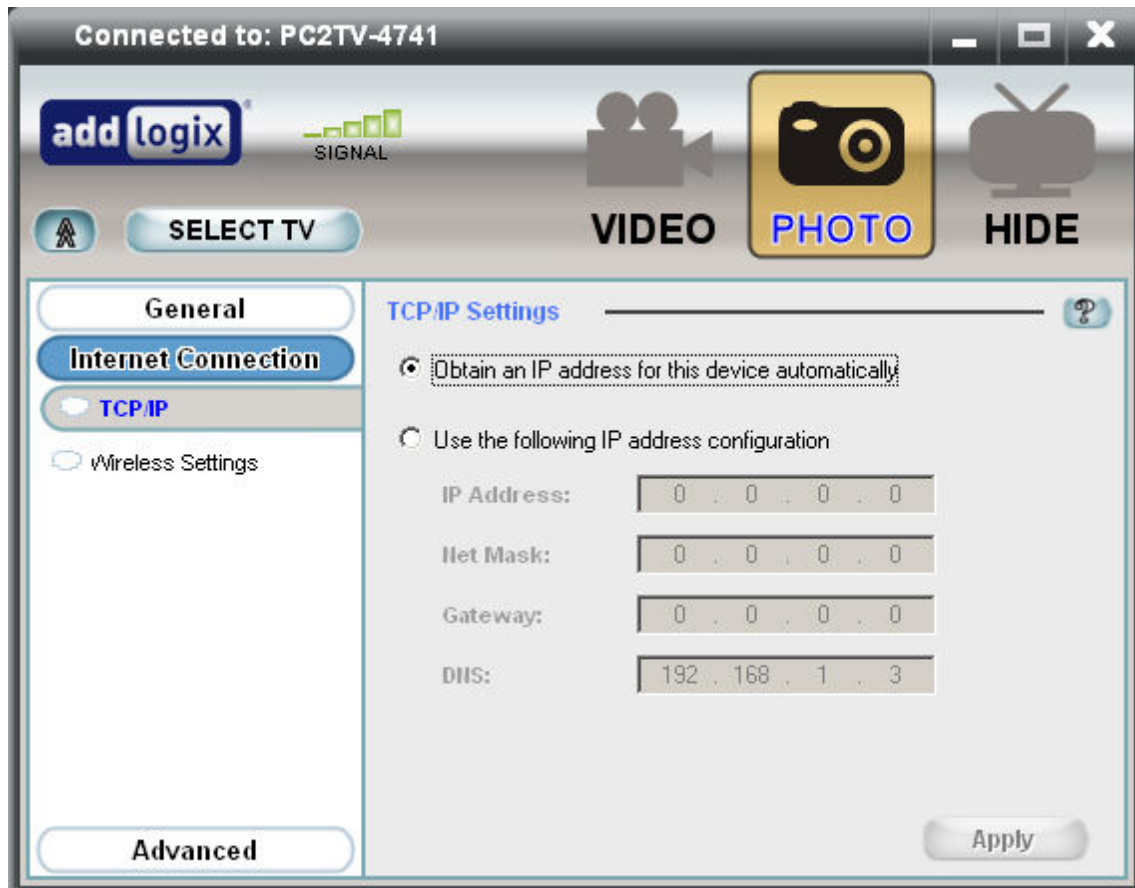 Connected to: PC2TV-4741
add logix®
SIGNAL
SELECT TV
VIDEO
PHOTO
HIDE
General
Internet Connection
TCP/IP
Wireless Settings
Advanced
TCP/IP Settings
?
Obtain an IP address for this device automatically
Use the following IP address configuration
IP Address: 0 . 0 . 0 . 0
Net Mask: 0 . 0 . 0 . 0
Gateway: 0 . 0 . 0 . 0
DNS: 192 . 168 . 1 . 3
Apply